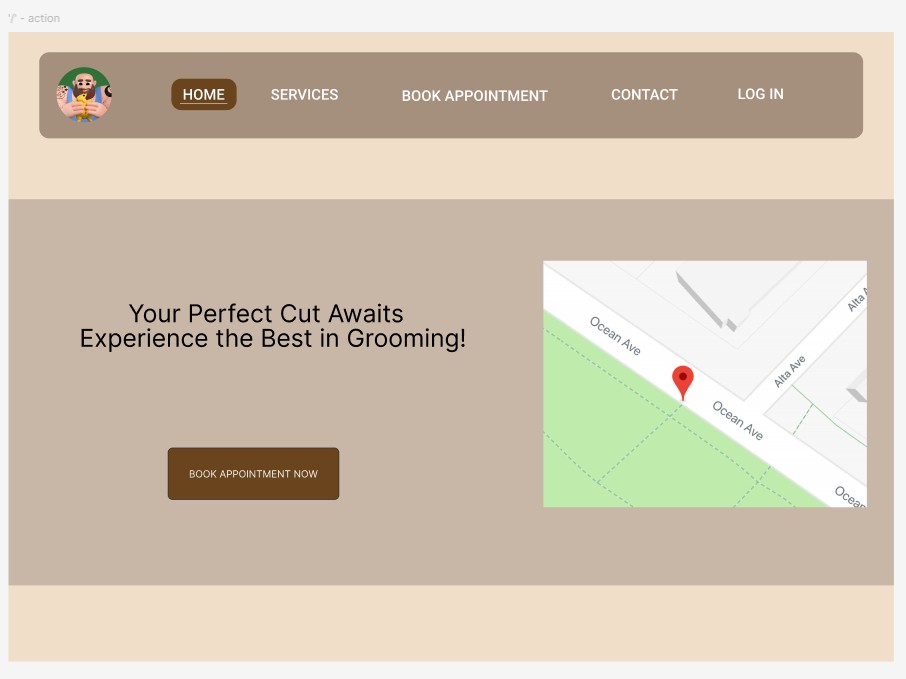 '/' - action
HOME
SERVICES
BOOK APPOINTMENT
CONTACT
LOG IN
Your Perfect Cut Awaits
Experience the Best in Grooming!
BOOK APPOINTMENT NOW
Ocean Ave
Alta A
Alta Ave
Ocean Ave
Ocean